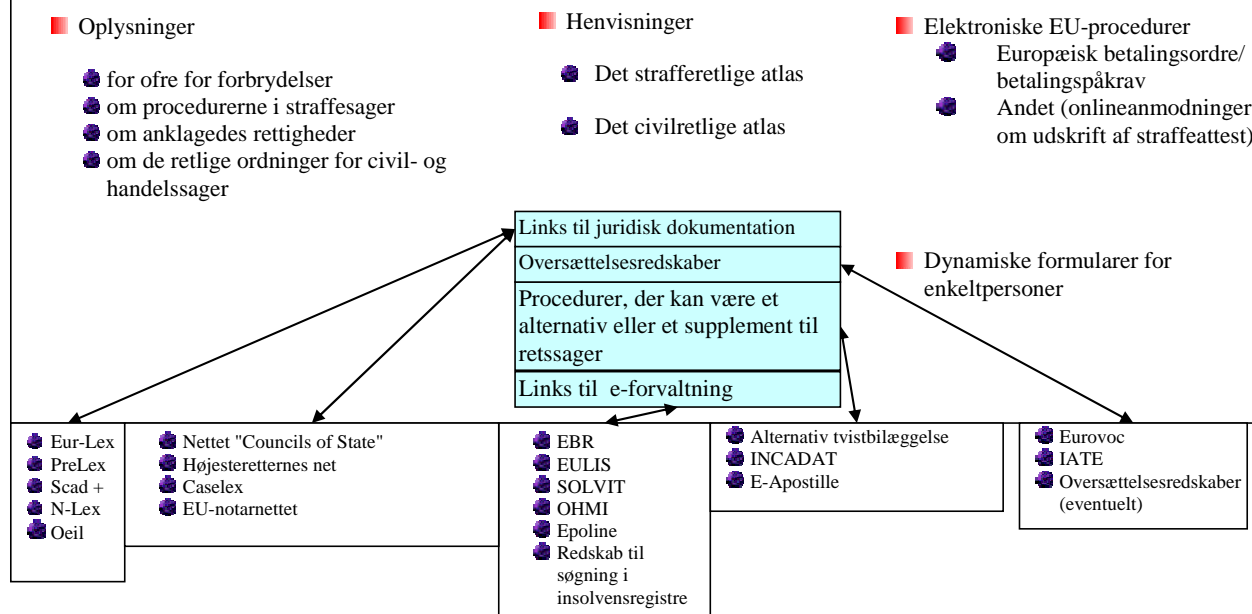 Oplysninger
for ofre for forbrydelser
om procedurerne i straffesager
om anklagedes rettigheder
om de retlige ordninger for civil- og
handelssager
Henvisninger
Det strafferetlige atlas
Det civilretlige atlas
Elektroniske EU-procedurer
Europæisk betalingsordre/
betalingspåkrav
Andet (onlineanmodninger
om udskrift af straffeattest)
Dynamiske formularer for
enkeltpersoner
Links til juridisk dokumentation
Oversættelsesredskaber
Procedurer, der kan være et
alternativ eller et supplement til
retssager
Links til e-forvaltning
Eur-Lex
PreLex
Scad +
N-Lex
Oeil
Nettet "Councils of State"
Højesteretternes net
Caselex
EU-notarnettet
EBR
EULIS
SOLVIT
OHMI
Epoline
Redskab til
søgning i
insolvensregistre
Alternativ tvistbilæggelse
INCADAT
E-Apostille
Eurovoc
IATE
Oversættelsesredskaber
(eventuelt)